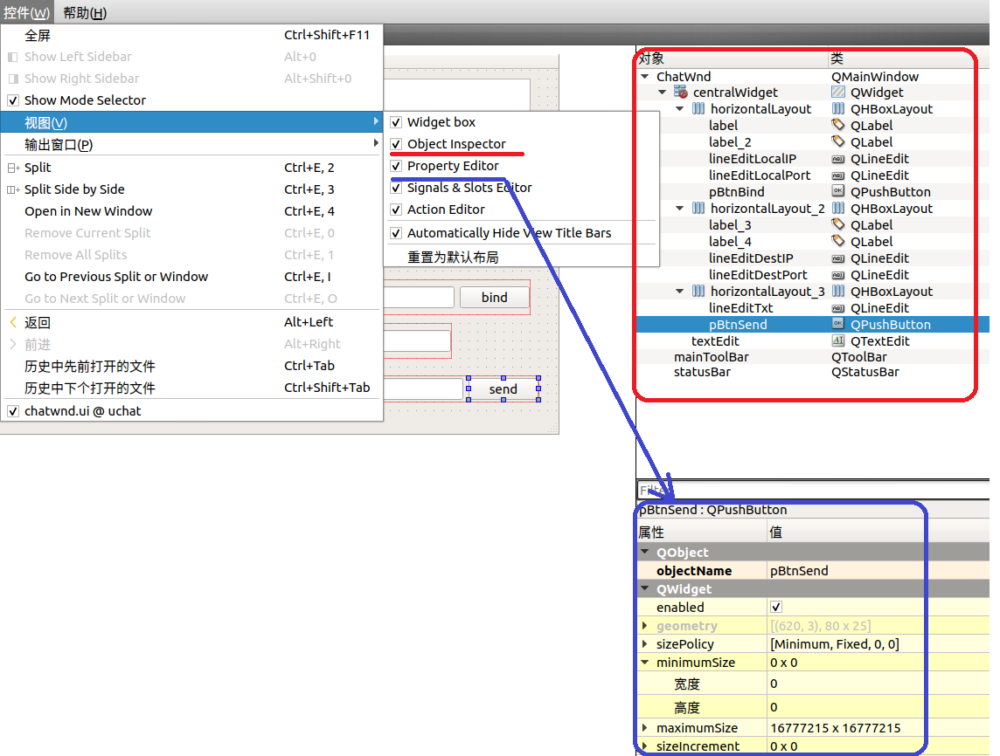 控件(W) 帮助(H)
全屏 Ctrl+Shift+F11
Show Left Sidebar Alt+0
Show Right Sidebar Alt+Shift+0
Show Mode Selector
视图(V)
输出窗口(P)
Split Ctrl+E, 2
Split Side by Side Ctrl+E, 3
Open in New Window Ctrl+E, 4
Remove Current Split Ctrl+E, 0
Remove All Splits Ctrl+E, 1
Go to Previous Split or Window Ctrl+E, I
Go to Next Split or Window Ctrl+E, O
返回 Alt+Left
前进 Alt+Right
历史中先前打开的文件 Ctrl+Tab
历史中下个打开的文件 Ctrl+Shift+Tab
chatwnd.ui @ uchat
Widget box
Object Inspector
Property Editor
Signals & Slots Editor
Action Editor
Automatically Hide View Title Bars
重置为默认布局
bind
send
对象 类
ChatWnd QMainWindow
centralWidget QWidget
horizontalLayout QHBoxLayout
label QLabel
label_2 QLabel
lineEditLocalIP QLineEdit
lineEditLocalPort QLineEdit
pBtnBind QPushButton
horizontalLayout_2 QHBoxLayout
label_3 QLabel
label_4 QLabel
lineEditDestIP QLineEdit
lineEditDestPort QLineEdit
horizontalLayout_3 QHBoxLayout
lineEditTxt QLineEdit
pBtnSend QPushButton
textEdit QTextEdit
mainToolBar QToolBar
statusBar QStatusBar
Filter
pBtnSend : QPushButton
属性 值
QObject
objectName pBtnSend
QWidget
enabled
geometry [(620, 3), 80 x 25]
sizePolicy [Minimum, Fixed, 0, 0]
minimumSize 0 x 0
宽度 0
高度 0
maximumSize 16777215 x 16777215
sizeIncrement 0 x 0